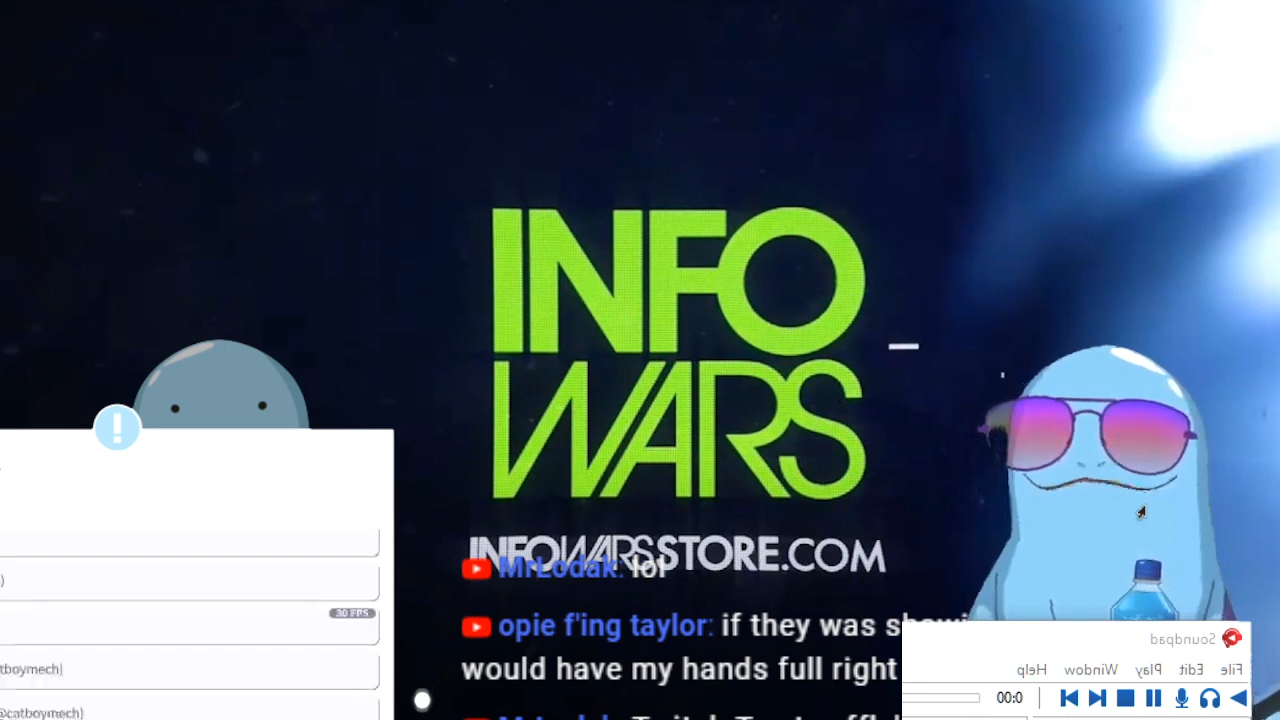 INFO
WARS
INFOWARSSTORE.COM
MrLodak: lol
opie f'ing taylor: if they was
would have my hands full right
30 FPS
tboymech)
@catboymech)
Soundpad
File Edit Play Window Help
0:00